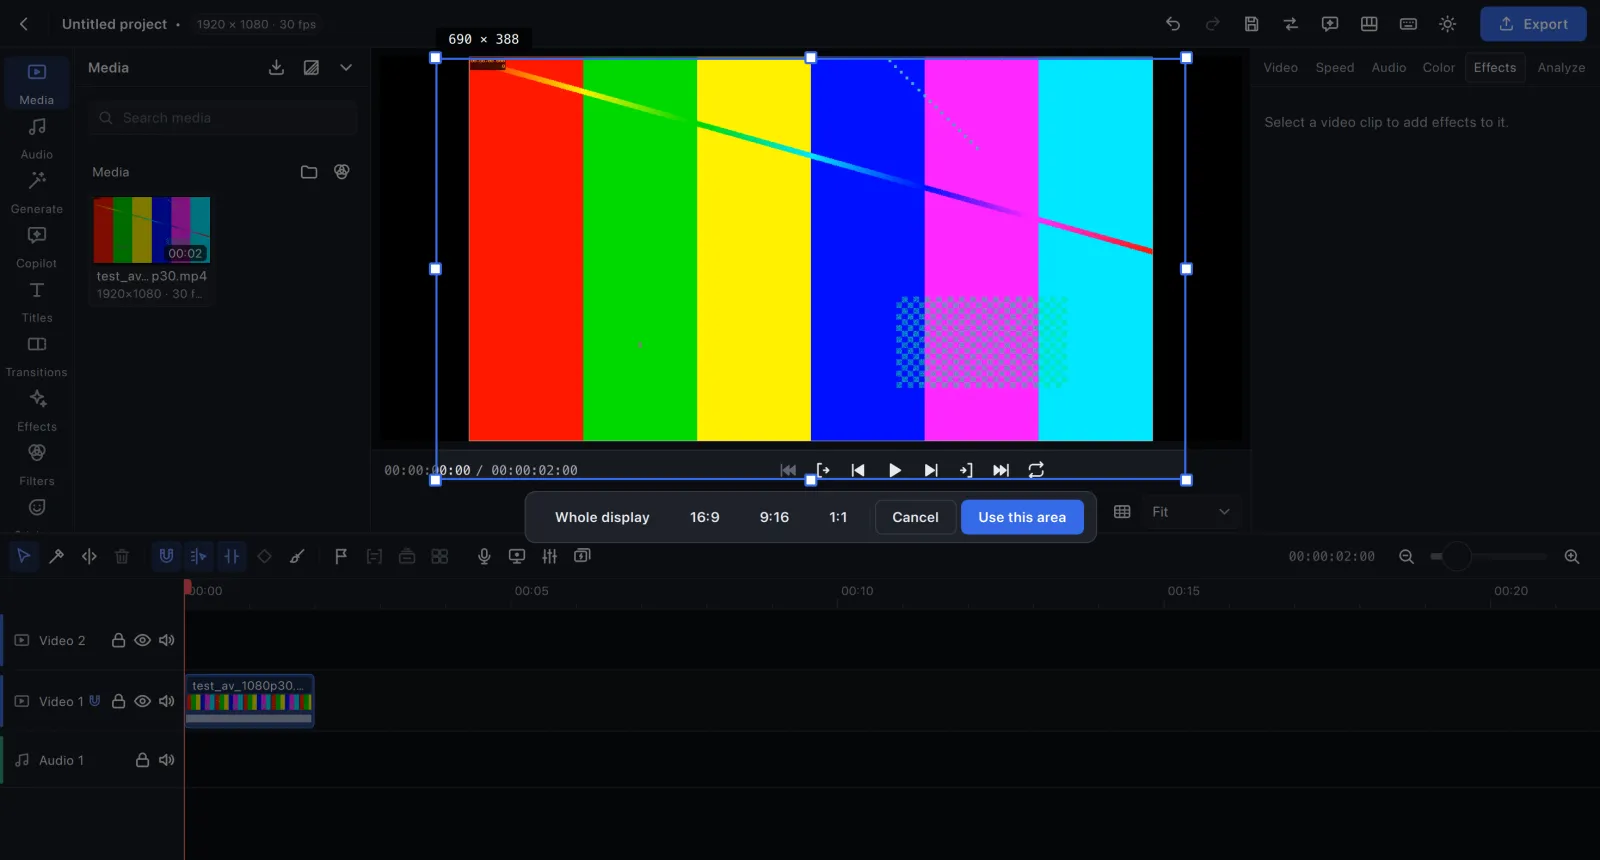 Untitled project • 1920 × 1080 · 30 fps
Export
690 × 388
Media
Media
Audio
Generate
Copilot
Titles
Transitions
Effects
Filters
Search media
Media
00:02
test_av… p30.mp4
1920×1080 · 30 f…
Video Speed Audio Color Effects Analyze
Select a video clip to add effects to it.
00:00:00:00 / 00:00:02:00
Whole display 16:9 9:16 1:1 Cancel Use this area
Fit
00:00:02:00
00:00 00:05 00:10 00:15 00:20
Video 2
Video 1
test_av_1080p30.…
Audio 1